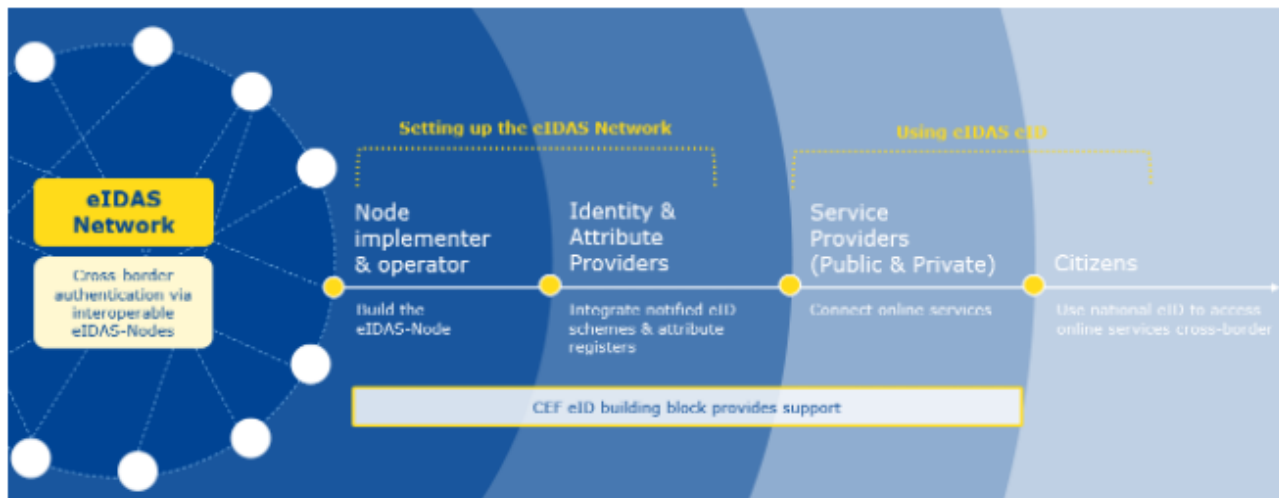 Setting up the eIDAS Network
Using eIDAS eID
eIDAS
Network
Cross border
authentication via
interoperable
eIDAS-Nodes
Node
implementer
& operator
Build the
eIDAS-Node
Identity &
Attribute
Providers
Integrate notified eID
schemes & attribute
registers
Service
Providers
(Public & Private)
Connect online services
Citizens
Use national eID to access
online services cross-border
CEF eID building block provides support